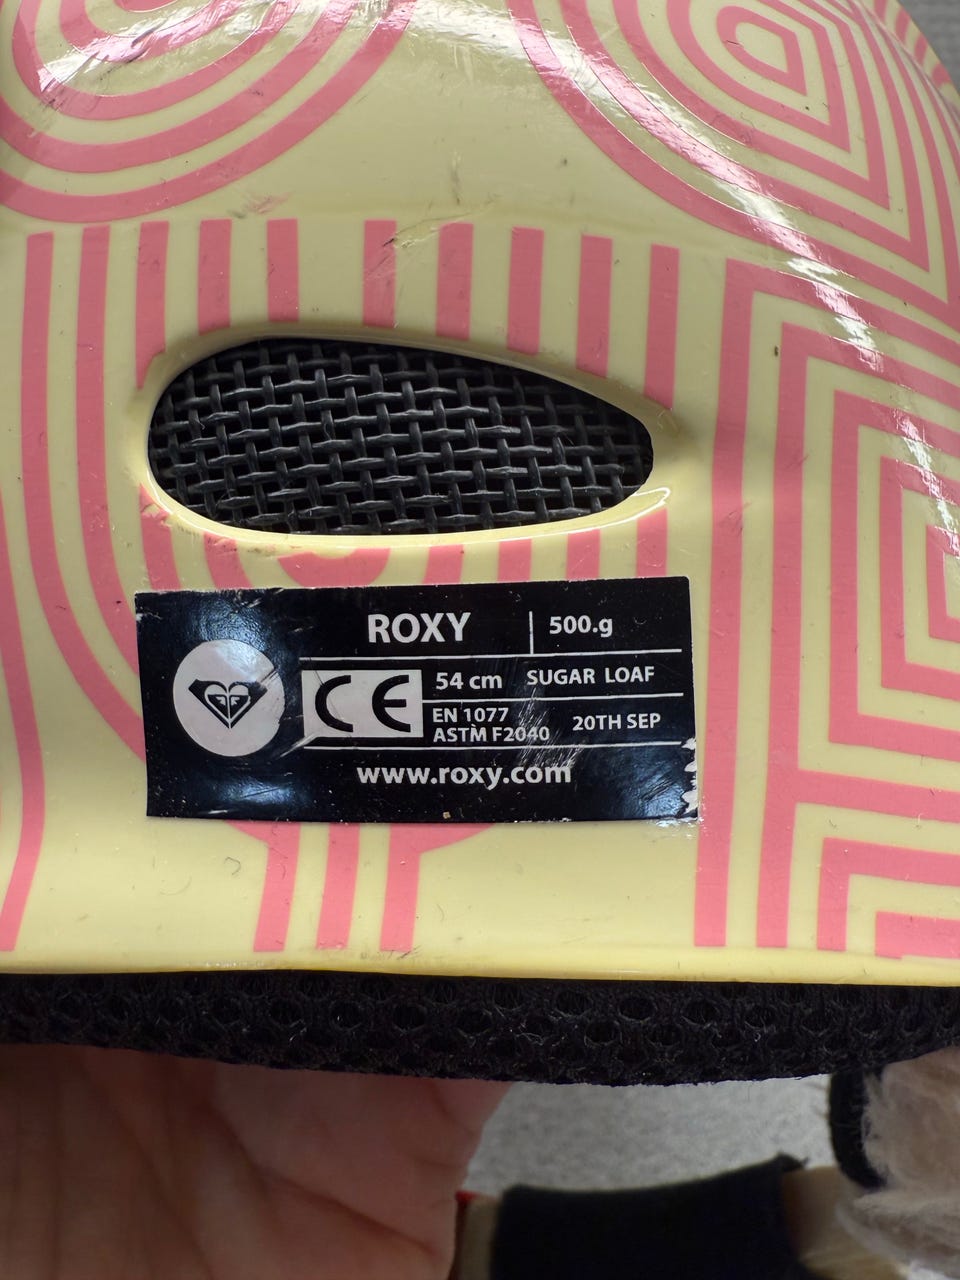 ROXY 500.g
CE 54 cm SUGAR LOAF
EN 1077
ASTM F2040 20TH SEP
www.roxy.com